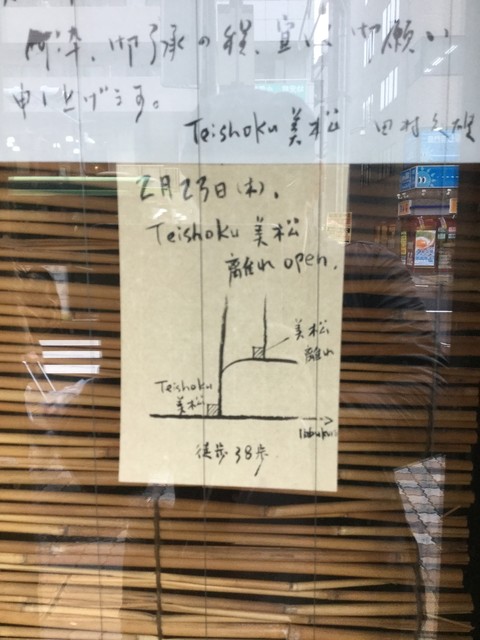 御了承の程、宜しく御願い
申し上げます。
Teishoku 美松
2月23日(木)、
Teishoku 美松
離れ open.
美松
離れ
Teishoku
美松
徒歩38歩